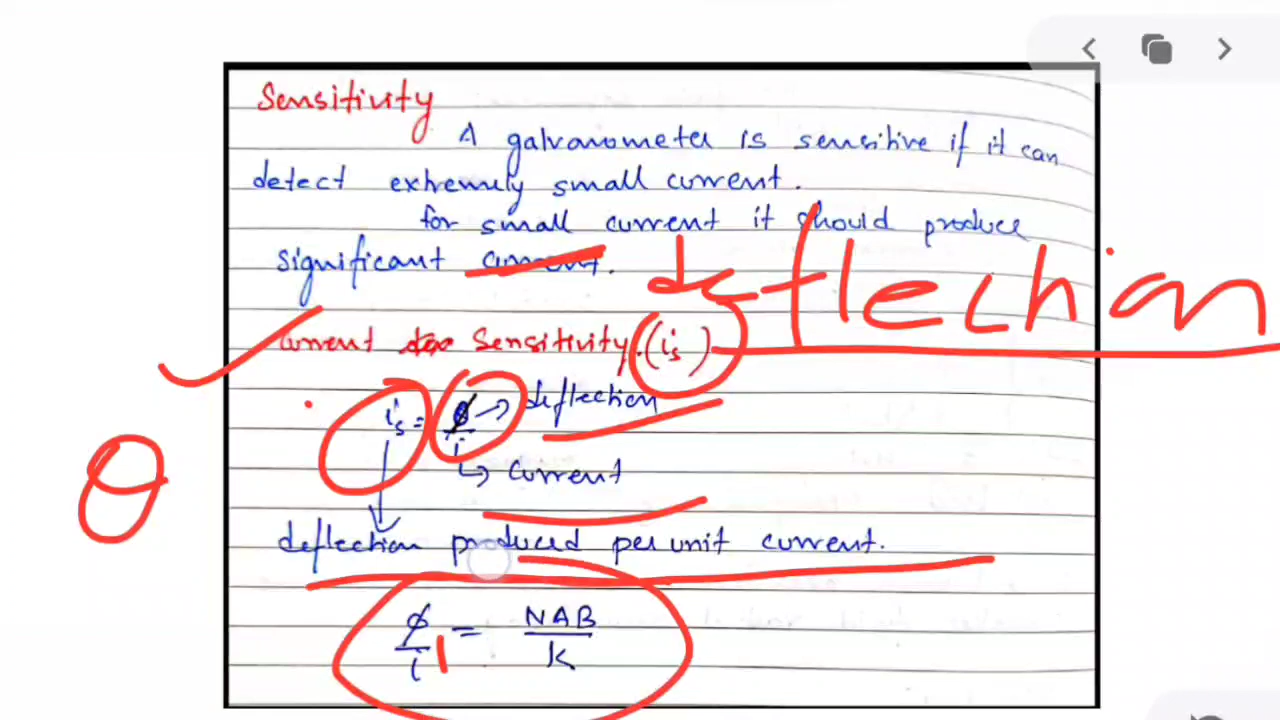 Sensitivity
A galvanometer is sensitive if it can
detect extremely small current.
for small current it should produce
significant current. deflection
current Sensitivity. (is)
is = ϕ/i → deflection
↳ current
θ
deflection produced per unit current.
ϕ/i = NAB/K